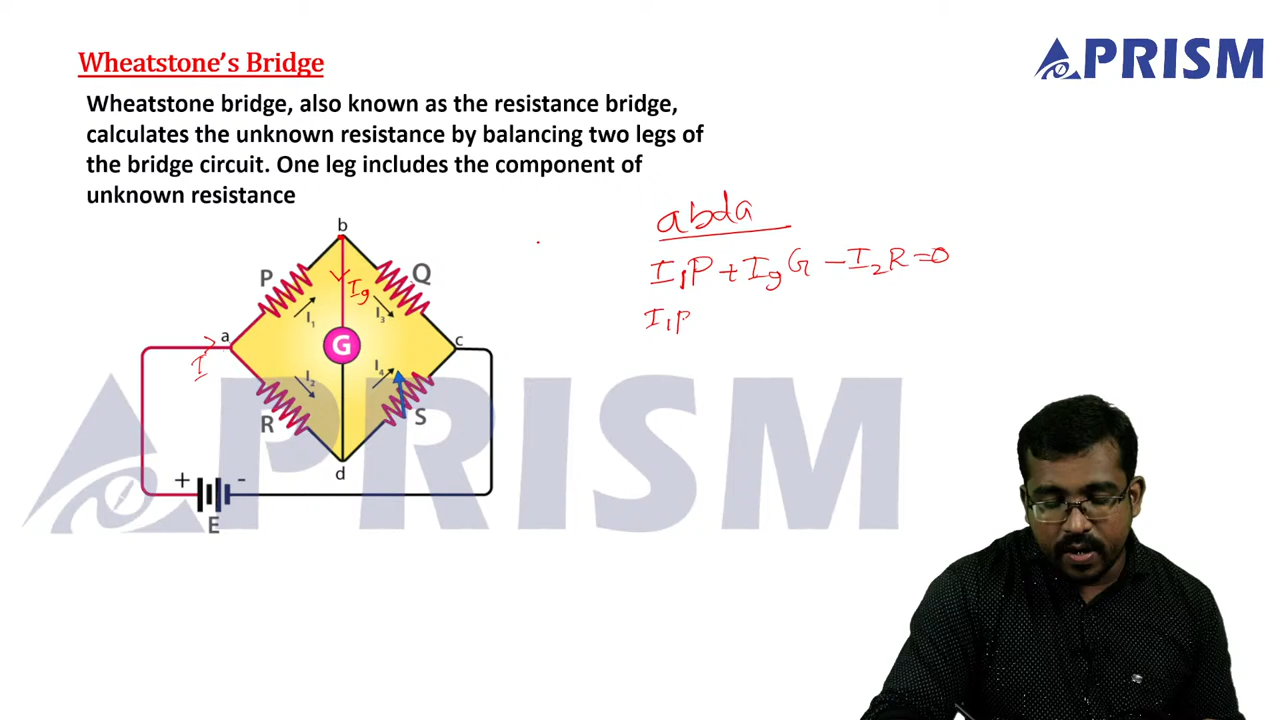 Wheatstone's Bridge
PRISM
Wheatstone bridge, also known as the resistance bridge,
calculates the unknown resistance by balancing two legs of
the bridge circuit. One leg includes the component of
unknown resistance
abda
I₁P + IgG - I₂R = 0
I₁P
b
P
Q
Ig
I₁
I₃
a
G
c
I
I₂
I₄
R
S
d
+
-
E
PRISM